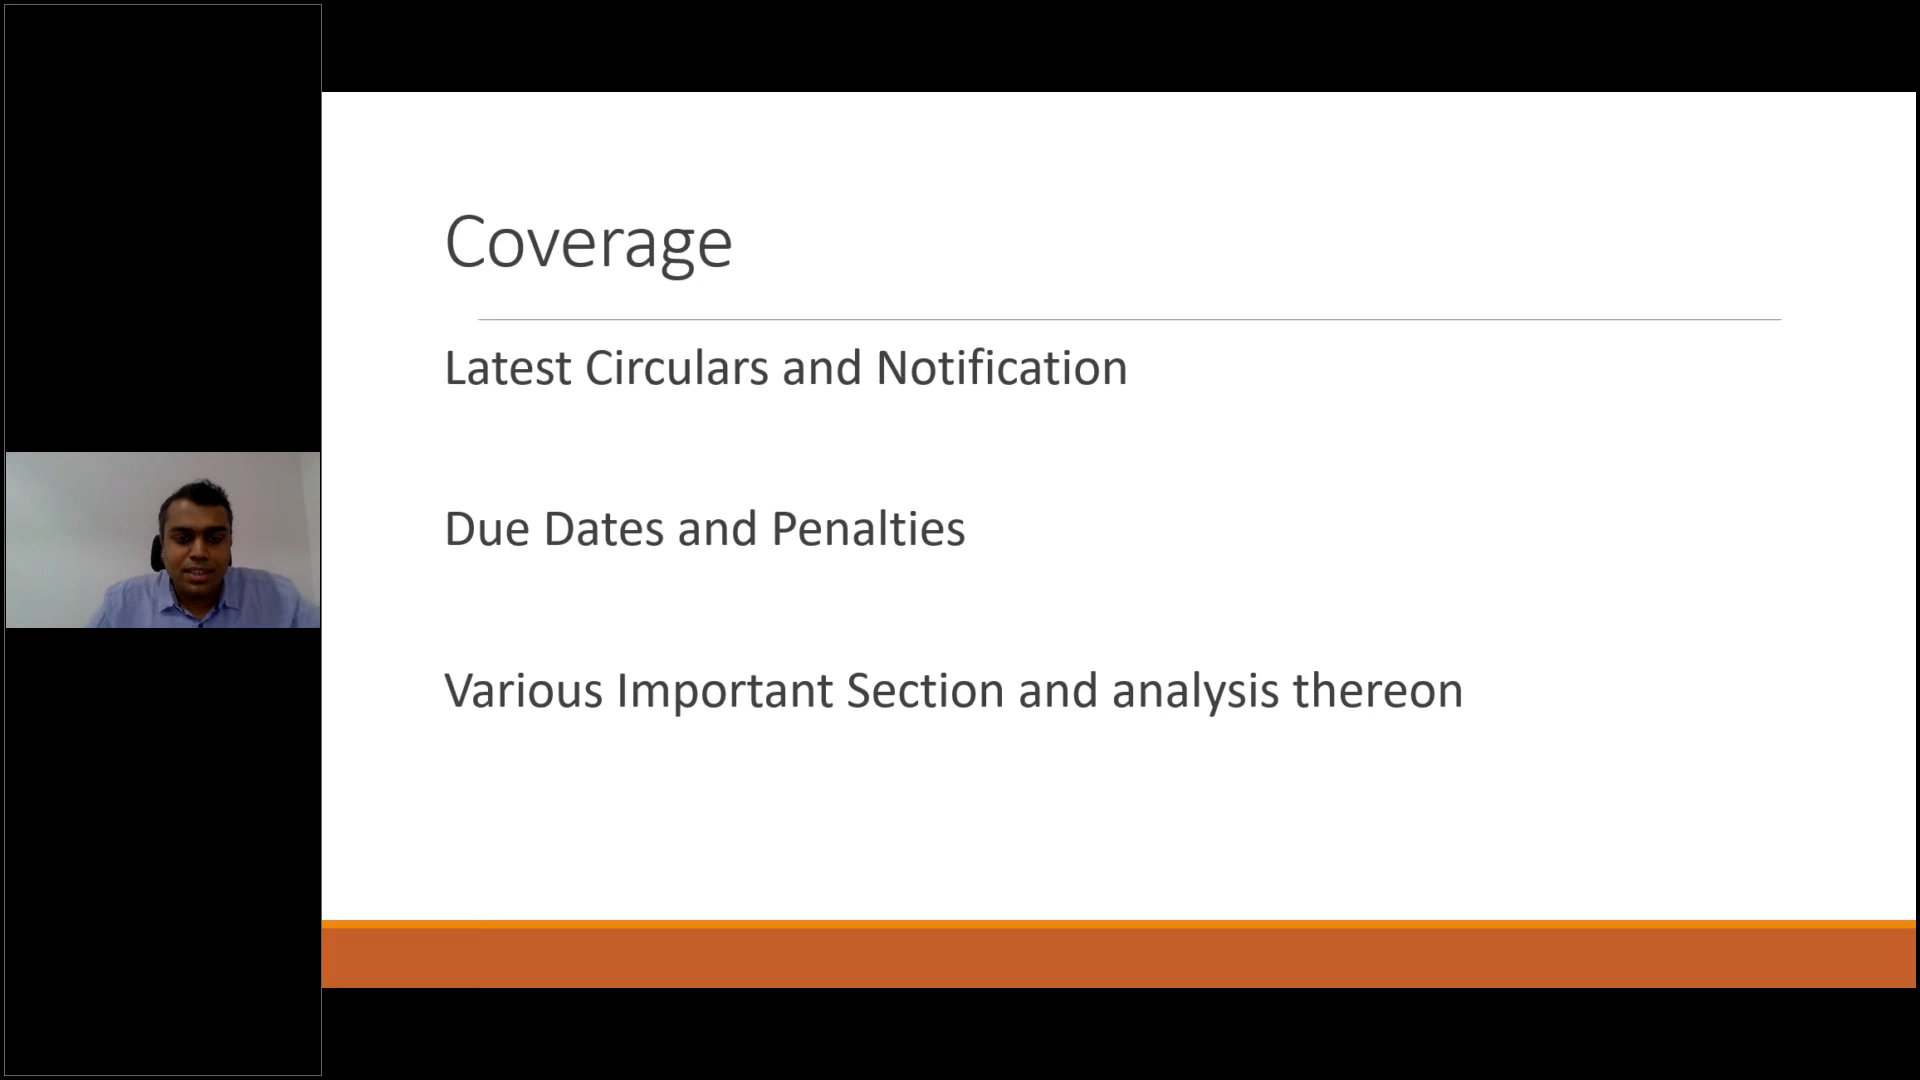 Coverage
Latest Circulars and Notification
Due Dates and Penalties
Various Important Section and analysis thereon